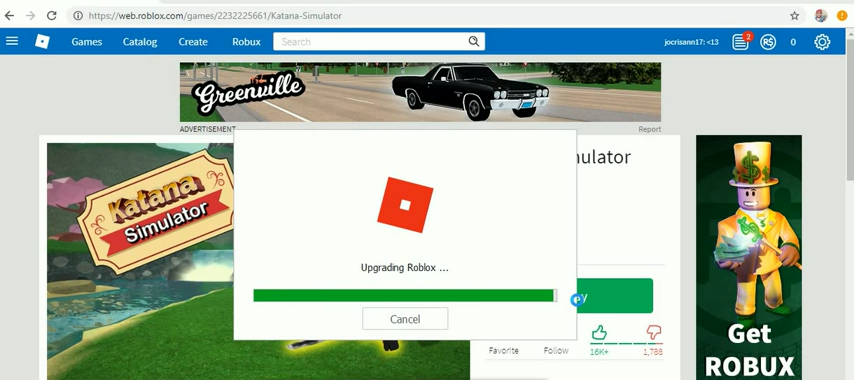 https://web.roblox.com/games/2232225661/Katana-Simulator
Games Catalog Create Robux Search jocrisann17: <13 2 R$ 0
Greenville
ADVERTISEMENT Report
Katana
Simulator
Upgrading Roblox ...
Cancel
Favorite Follow 16K+ 1,788
$
Get
ROBUX